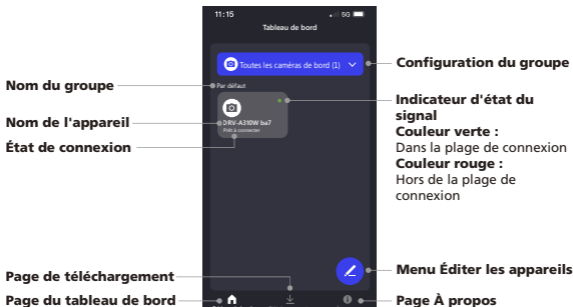 11:15
5G
Tableau de bord
Toutes les caméras de bord (1)
Configuration du groupe
Nom du groupe
Par défaut
Indicateur d'état du
signal
Couleur verte :
Dans la plage de connexion
Couleur rouge :
Hors de la plage de
connexion
Nom de l'appareil
DRV-A310W ba7
État de connexion
Prêt à connecter
Menu Éditer les appareils
Page de téléchargement
Page du tableau de bord
Page À propos